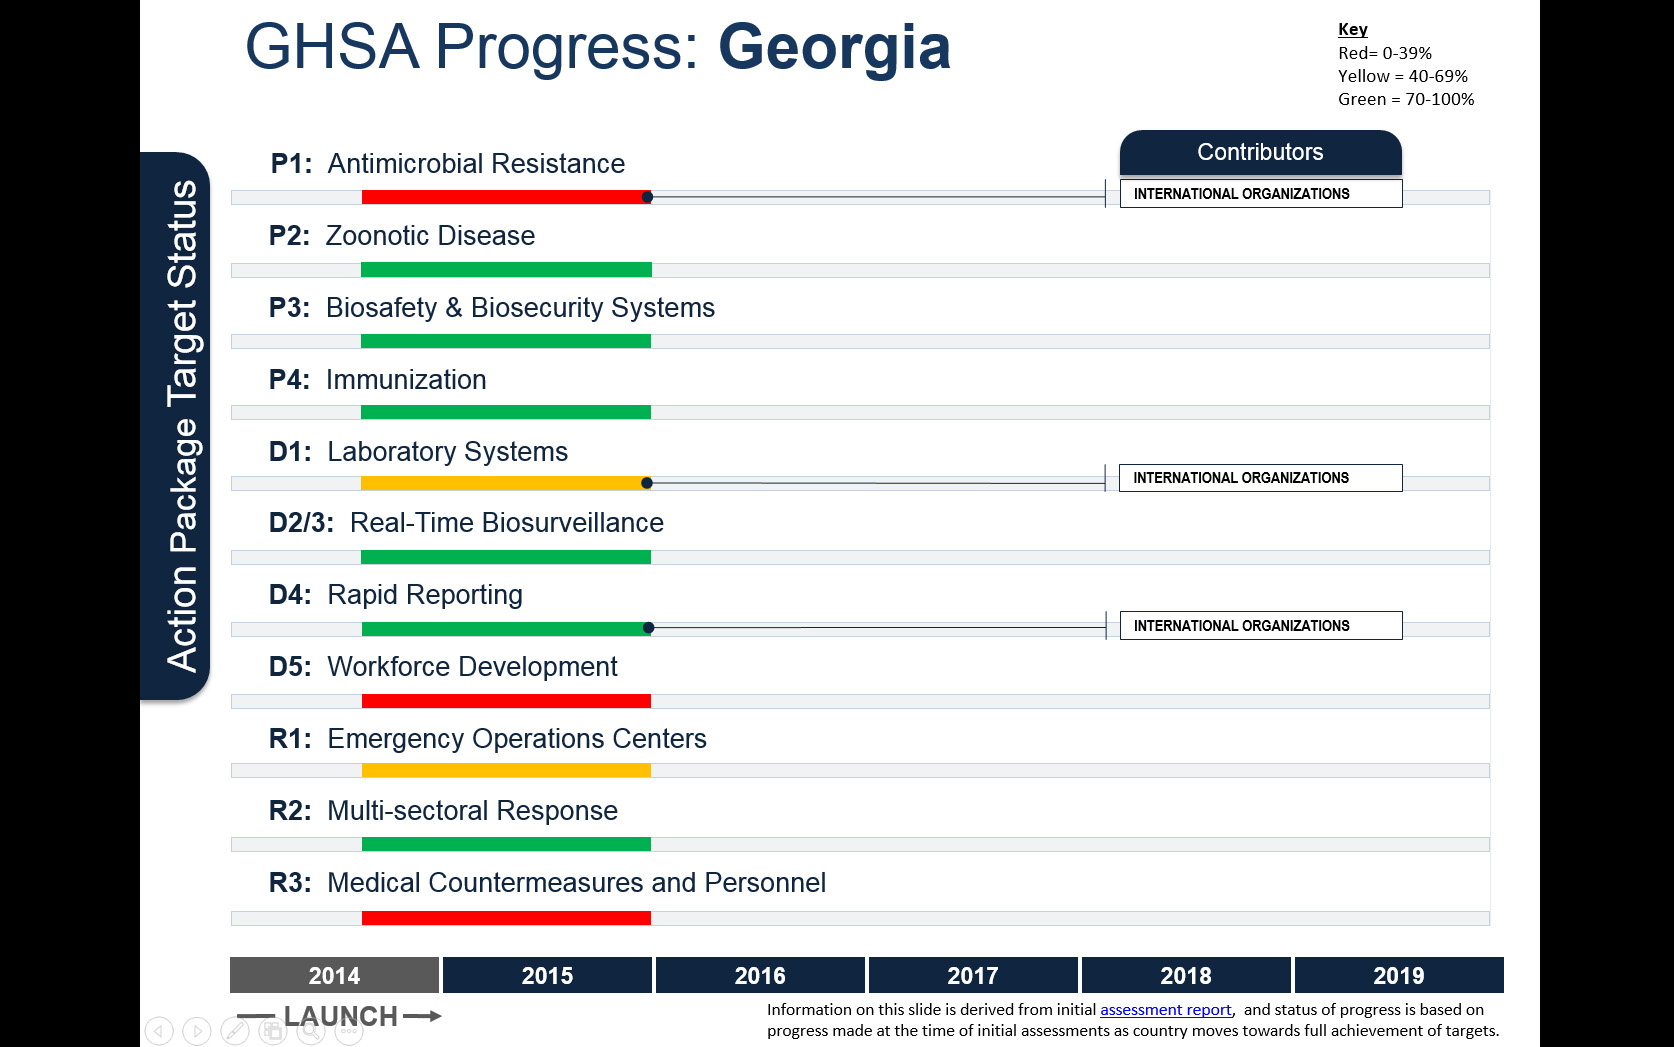 GHSA Progress: Georgia
Key
Red= 0-39%
Yellow = 40-69%
Green = 70-100%
Action Package Target Status
Contributors
P1: Antimicrobial Resistance
INTERNATIONAL ORGANIZATIONS
P2: Zoonotic Disease
P3: Biosafety & Biosecurity Systems
P4: Immunization
D1: Laboratory Systems
INTERNATIONAL ORGANIZATIONS
D2/3: Real-Time Biosurveillance
D4: Rapid Reporting
INTERNATIONAL ORGANIZATIONS
D5: Workforce Development
R1: Emergency Operations Centers
R2: Multi-sectoral Response
R3: Medical Countermeasures and Personnel
2014 2015 2016 2017 2018 2019
LAUNCH
Information on this slide is derived from initial assessment report, and status of progress is based on
progress made at the time of initial assessments as country moves towards full achievement of targets.